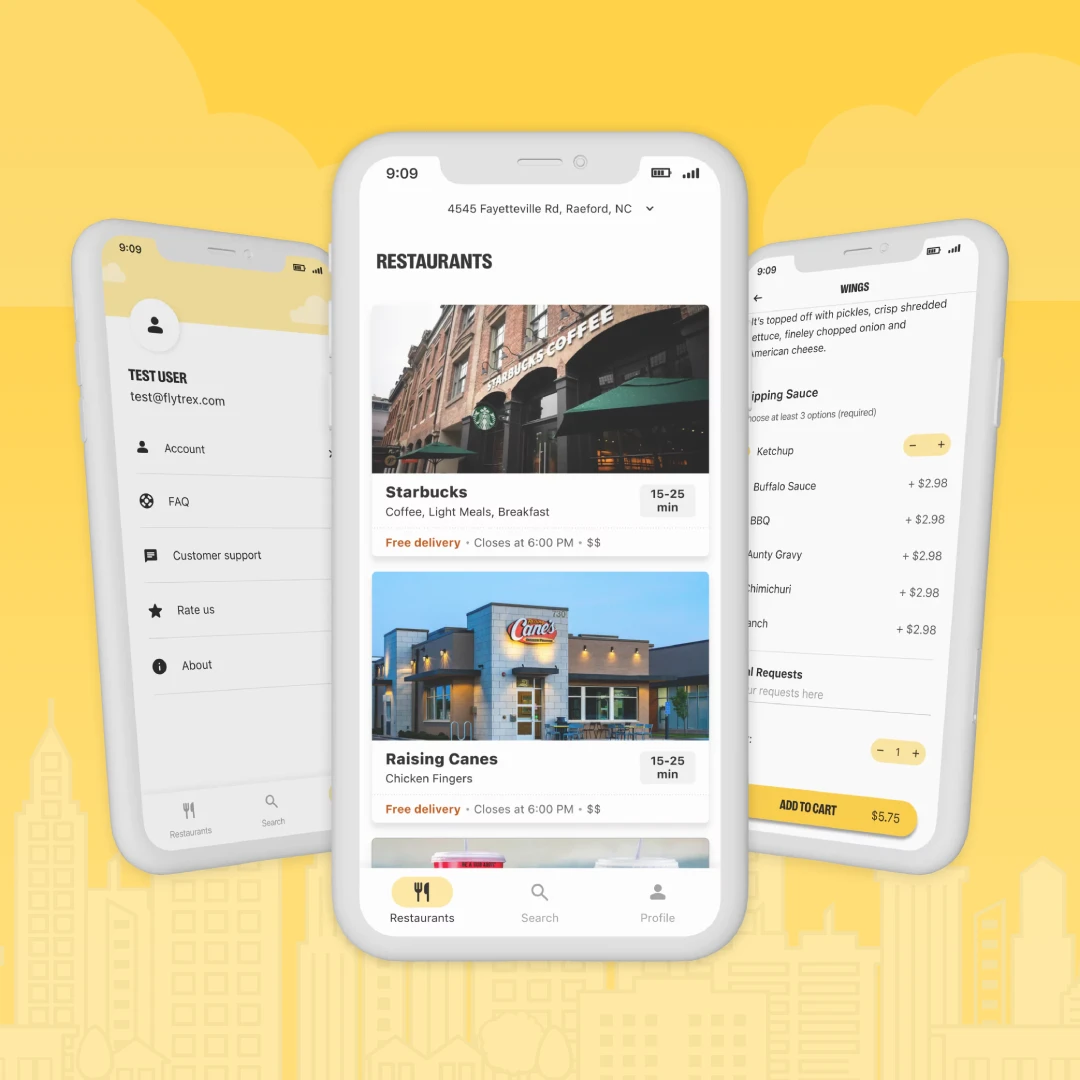 9:09
TEST USER
test@flytrex.com
Account
FAQ
Customer support
Rate us
About
Restaurants
Search
9:09
4545 Fayetteville Rd, Raeford, NC
RESTAURANTS
STARBUCKS COFFEE
Starbucks
Coffee, Light Meals, Breakfast
15-25
min
Free delivery • Closes at 6:00 PM • $$
Cane's
Raising Canes
Chicken Fingers
15-25
min
Free delivery • Closes at 6:00 PM • $$
Restaurants
Search
Profile
9:09
WINGS
It's topped off with pickles, crisp shredded
ettuce, fineley chopped onion and
American cheese.
ipping Sauce
hoose at least 3 options (required)
Ketchup
− +
Buffalo Sauce + $2.98
BBQ + $2.98
Aunty Gravy + $2.98
Chimichuri + $2.98
anch + $2.98
l Requests
ur requests here
− 1 +
ADD TO CART $5.75